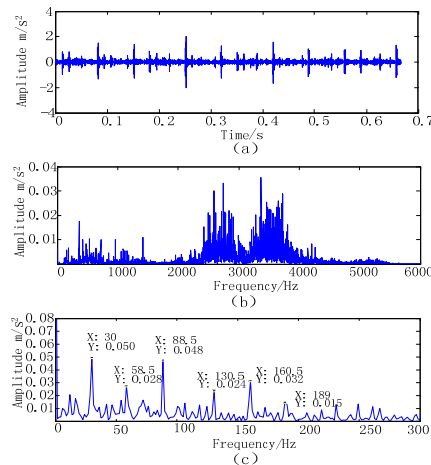 Amplitude m/s²
4
2
0
-2
-4
0 0.1 0.2 0.3 0.4 0.5 0.6 0.7
Time/s
(a)
Amplitude m/s²
0.04
0.03
0.02
0.01
0 1000 2000 3000 4000 5000 6000
Frequency/Hz
(b)
Amplitude m/s²
0.08
0.07
0.06
0.05
0.04
0.03
0.02
0.01
X: 30
Y: 0.050
X: 58.5
Y: 0.028
X: 88.5
Y: 0.048
X: 130.5
Y: 0.024
X: 160.5
Y: 0.032
X: 189
Y: 0.015
0 50 100 150 200 250 300
Frequency/Hz
(c)